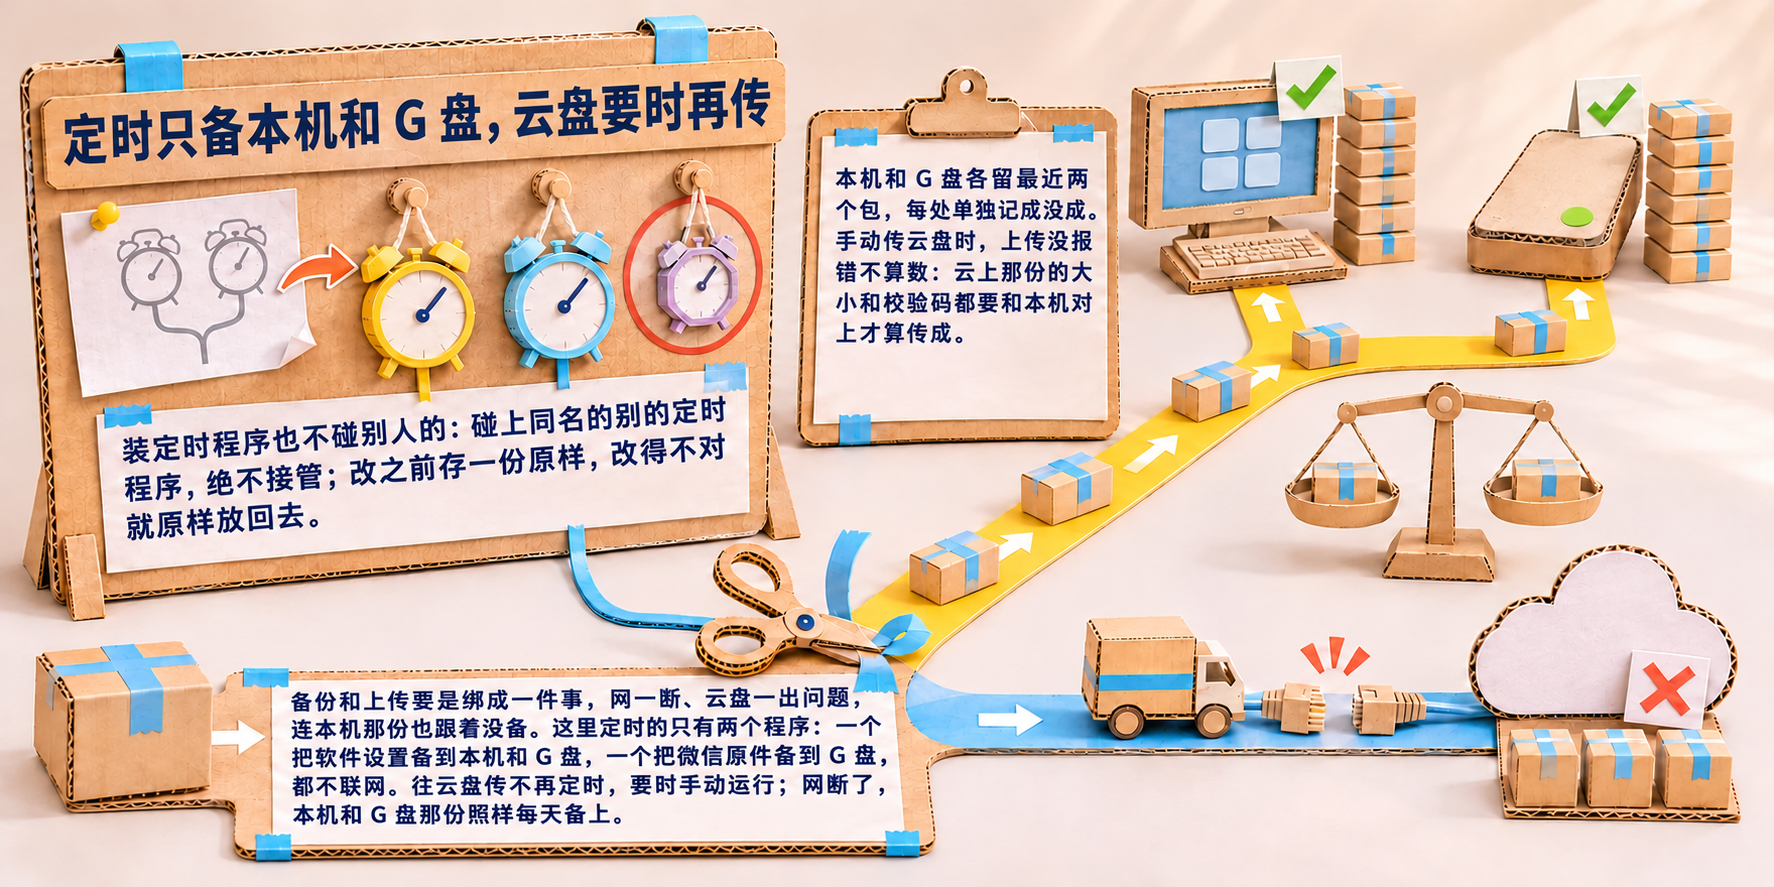 定时只备本机和 G 盘，云盘要时再传
装定时程序也不碰别人的：碰上同名的别的定时
程序，绝不接管；改之前存一份原样，改得不对
就原样放回去。
本机和 G 盘各留最近两
个包，每处单独记成没成。
手动传云盘时，上传没报
错不算数：云上那份的大
小和校验码都要和本机对
上才算传成。
备份和上传要是绑成一件事，网一断、云盘一出问题，
连本机那份也跟着没备。这里定时的只有两个程序：一个
把软件设置备到本机和 G 盘，一个把微信原件备到 G 盘，
都不联网。往云盘传不再定时，要时手动运行；网断了，
本机和 G 盘那份照样每天备上。